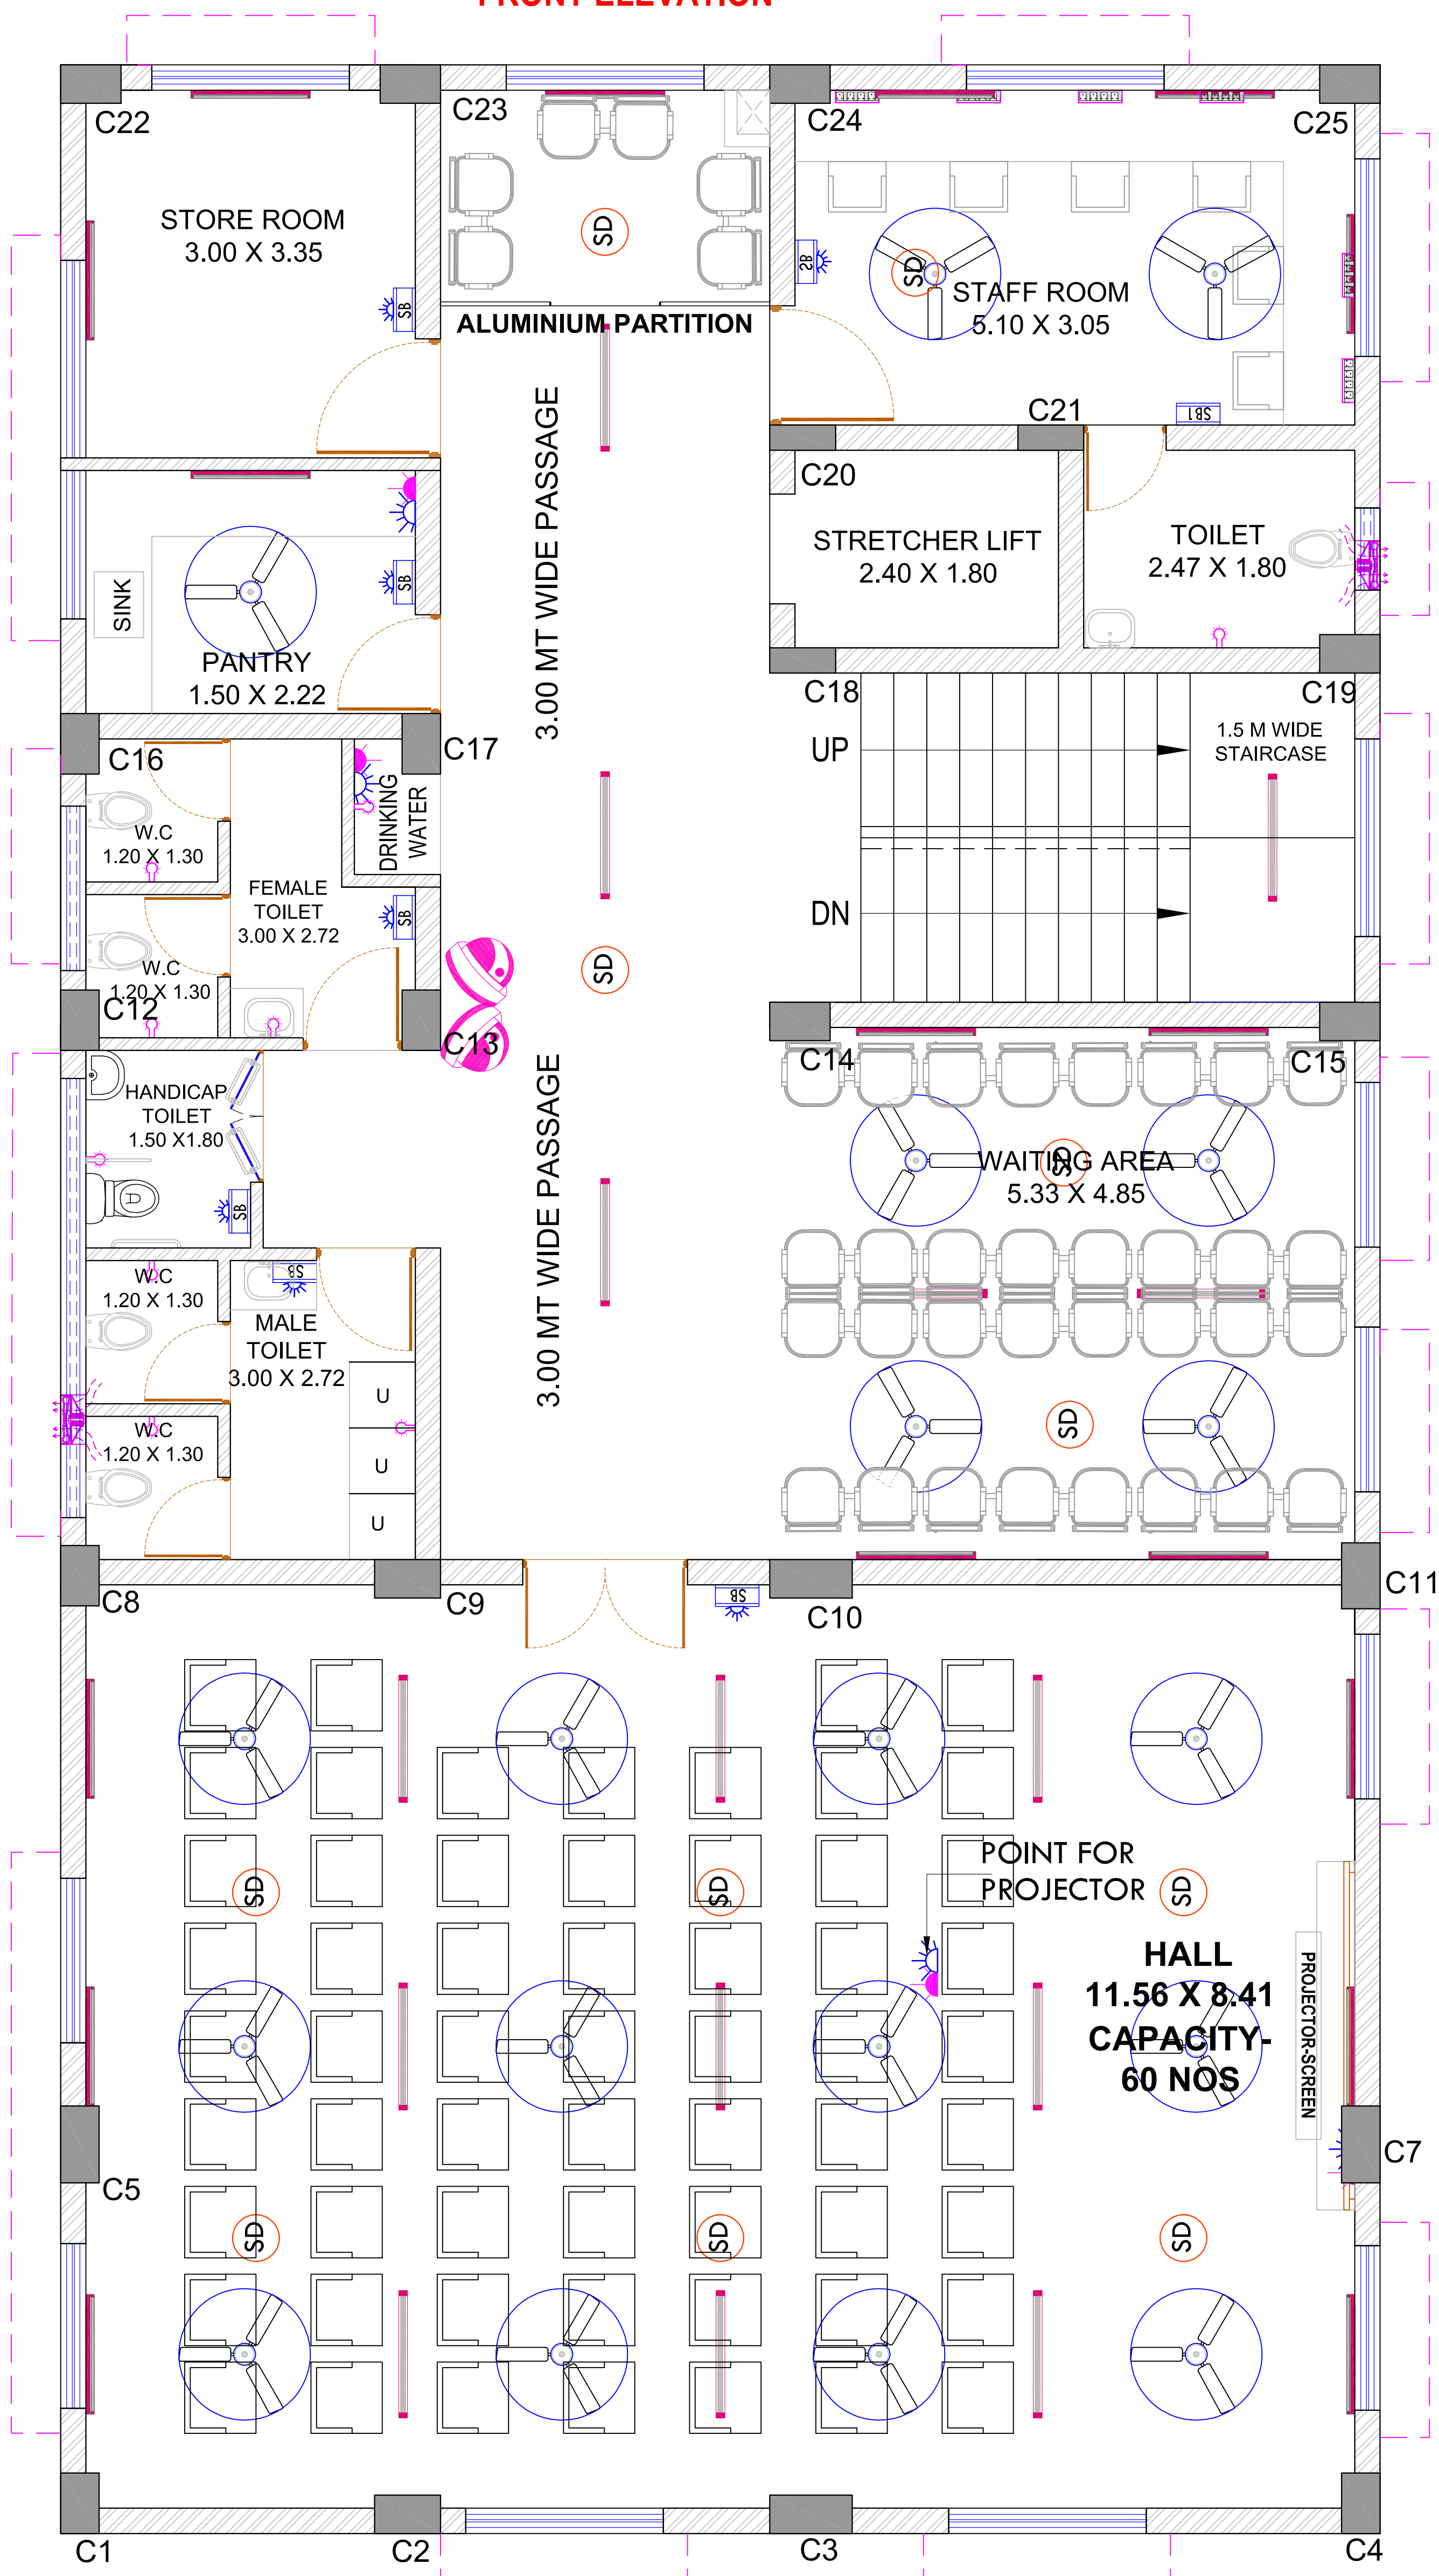 FRONT ELEVATION
C22
C23
C24
C25
STORE ROOM
3.00 X 3.35
SD
SB
SB
SD
STAFF ROOM
5.10 X 3.05
ALUMINIUM PARTITION
SB1
C21
3.00 MT WIDE PASSAGE
C20
STRETCHER LIFT
2.40 X 1.80
TOILET
2.47 X 1.80
SINK
SB
PANTRY
1.50 X 2.22
C18
C19
C16
C17
UP
1.5 M WIDE
STAIRCASE
DRINKING
WATER
W.C
1.20 X 1.30
FEMALE
TOILET
3.00 X 2.72
SB
DN
W.C
1.20 X 1.30
SD
C12
C13
C14
C15
HANDICAP
TOILET
1.50 X1.80
SB
3.00 MT WIDE PASSAGE
WAITING AREA
5.33 X 4.85
SD
W.C
1.20 X 1.30
SB
MALE
TOILET
3.00 X 2.72
U
U
U
W.C
1.20 X 1.30
SD
C8
C9
SB
C10
C11
POINT FOR
PROJECTOR
SD
SD
SD
HALL
11.56 X 8.41
CAPACITY-
60 NOS
PROJECTOR-SCREEN
C5
C7
SD
SD
SD
C1
C2
C3
C4